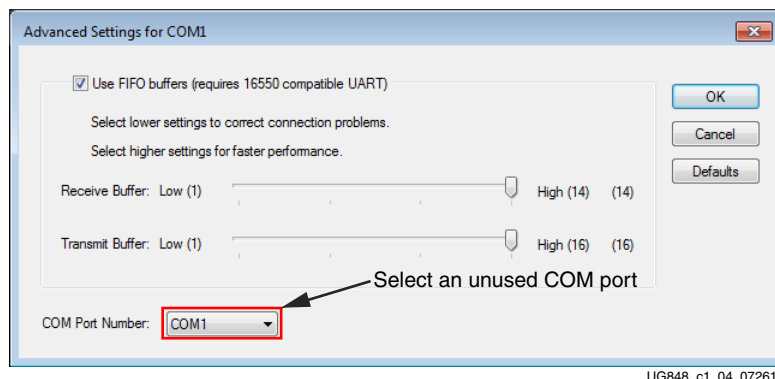 Advanced Settings for COM1
Use FIFO buffers (requires 16550 compatible UART)
OK
Select lower settings to correct connection problems.
Cancel
Select higher settings for faster performance.
Defaults
Receive Buffer: Low (1) High (14) (14)
Transmit Buffer: Low (1) High (16) (16)
Select an unused COM port
COM Port Number: COM1
UG848_c1_04_07261